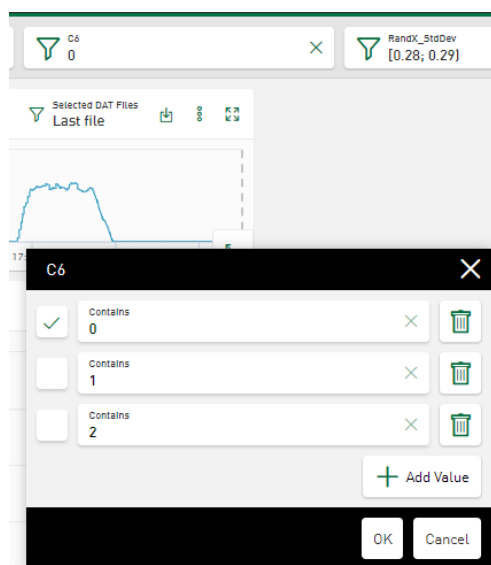 C6
0
RandX_StdDev
[0.28; 0.29)
Selected DAT Files
Last file
17:
C6
Contains
0
Contains
1
Contains
2
Add Value
OK
Cancel